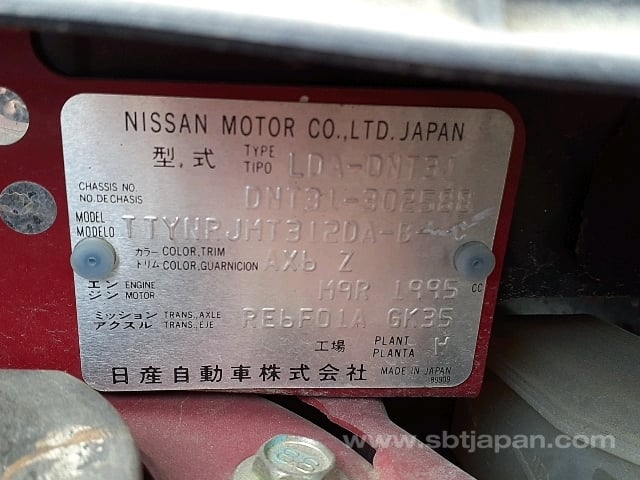 NISSAN MOTOR CO.,LTD. JAPAN
型式 TYPE TIPO LDA-DNT31
CHASSIS NO. NO.DE CHASIS DNT31-302588
MODEL MODELO TTYNRJMT312DA-B
カラー COLOR,TRIM
トリム COLOR,GUARNICION AX6 Z
エンジン ENGINE MOTOR M9R 1995 CC
ミッション TRANS.,AXLE
アクスル TRANS.,EJE RE6F01A GK35
工場 PLANT PLANTA H
日産自動車株式会社 MADE IN JAPAN
89909
www.sbtjapan.com